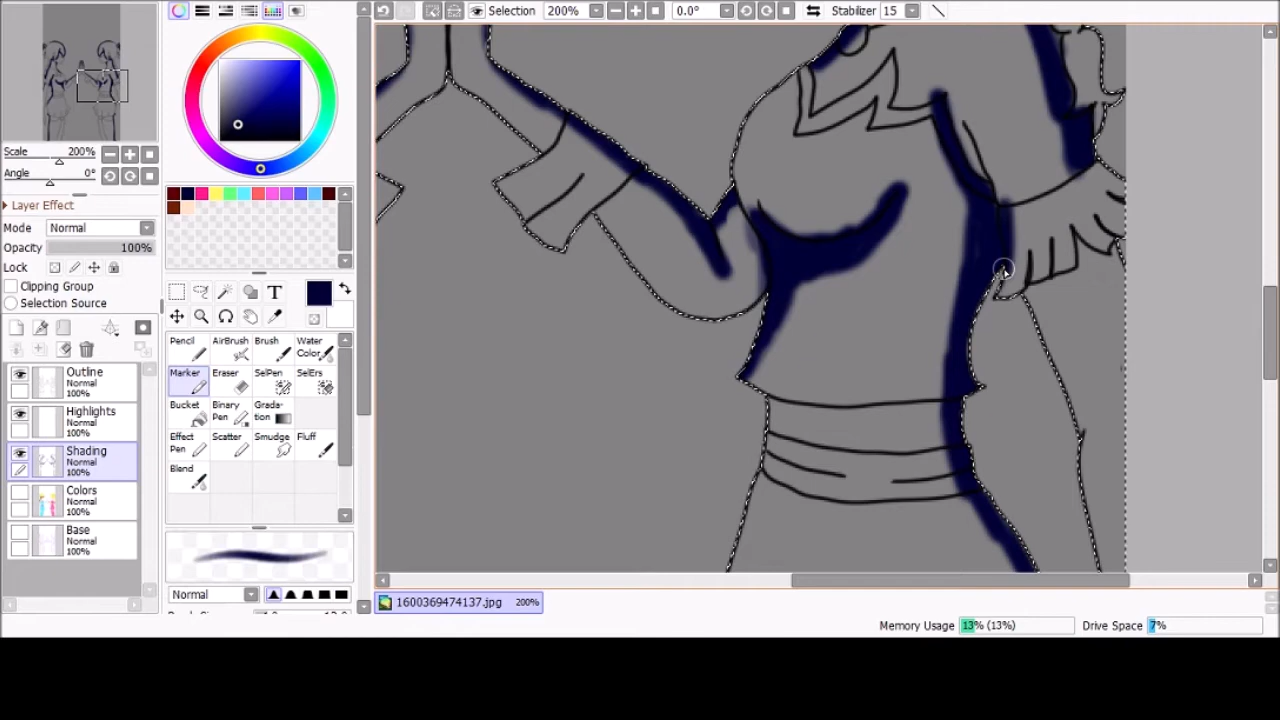 Selection 200% 0.0° Stabilizer 15
Scale 200%
Angle 0°
Layer Effect
Mode Normal
Opacity 100%
Lock
Clipping Group
Selection Source
Outline
Normal
100%
Highlights
Normal
100%
Shading
Normal
100%
Colors
Normal
100%
Base
Normal
100%
T
Pencil AirBrush Brush Water
Color
Marker Eraser SelPen SelErs
Bucket Binary Grada-
Pen tion
Effect Scatter Smudge Fluff
Pen
Blend
Normal
1600369474137.jpg 200%
Memory Usage 13% (13%) Drive Space 7%